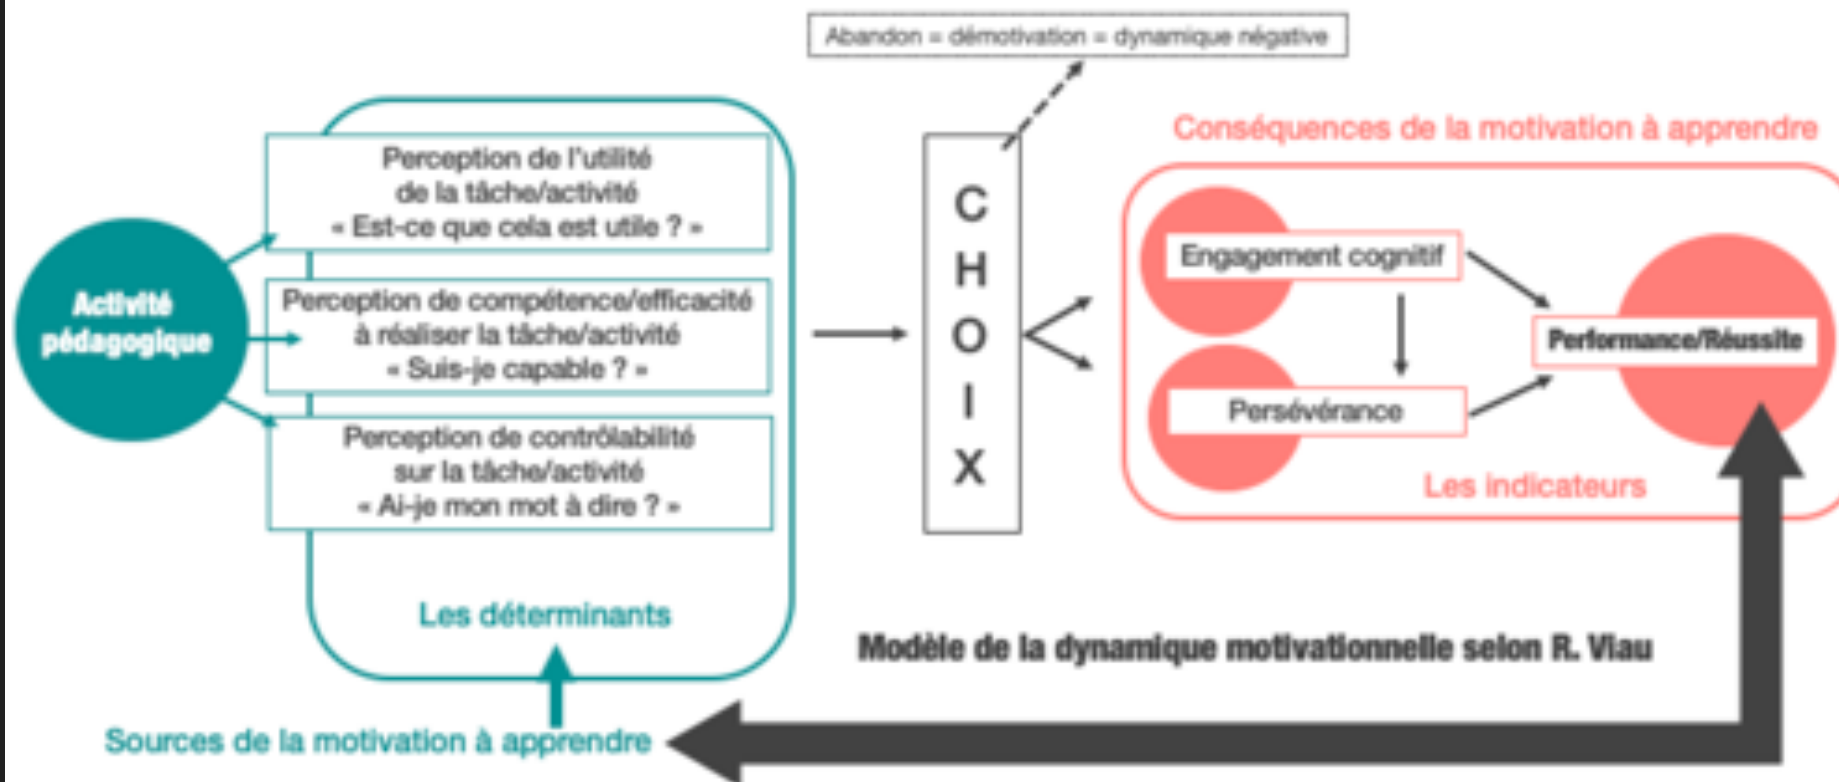 Abandon = démotivation = dynamique négative
Conséquences de la motivation à apprendre
Activité
pédagogique
Perception de l'utilité
de la tâche/activité
« Est-ce que cela est utile ? »
Perception de compétence/efficacité
à réaliser la tâche/activité
« Suis-je capable ? »
Perception de contrôlabilité
sur la tâche/activité
« Ai-je mon mot à dire ? »
Les déterminants
C
H
O
I
X
Engagement cognitif
Persévérance
Performance/Réussite
Les indicateurs
Modèle de la dynamique motivationnelle selon R. Viau
Sources de la motivation à apprendre